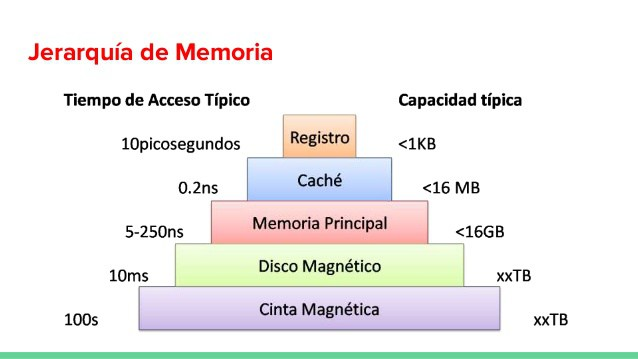 Jerarquía de Memoria
Tiempo de Acceso Típico Capacidad típica
10picosegundos Registro <1KB
0.2ns Caché <16 MB
5-250ns Memoria Principal <16GB
10ms Disco Magnético xxTB
100s Cinta Magnética xxTB